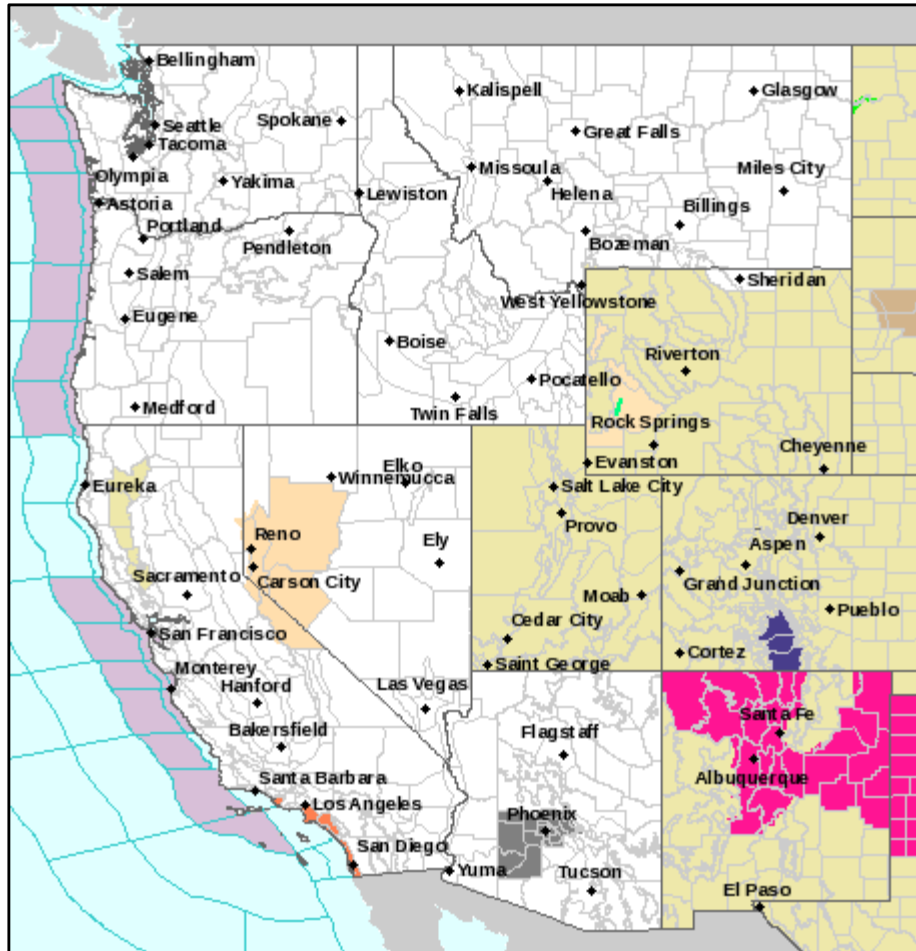 Bellingham
Kalispell
Glasgow
Seattle
Spokane
Great Falls
Tacoma
Olympia
Missoula
Miles City
Yakima
Lewiston
Helena
Astoria
Billings
Portland
Pendleton
Bozeman
Salem
Sheridan
West Yellowstone
Eugene
Boise
Riverton
Pocatello
Medford
Twin Falls
Rock Springs
Cheyenne
Elko
Evanston
Winnemucca
Eureka
Salt Lake City
Provo
Denver
Reno
Ely
Aspen
Sacramento
Carson City
Grand Junction
Moab
Pueblo
Cedar City
San Francisco
Cortez
Saint George
Monterey
Hanford
Las Vegas
Santa Fe
Bakersfield
Flagstaff
Albuquerque
Santa Barbara
Los Angeles
Phoenix
San Diego
Yuma
Tucson
El Paso